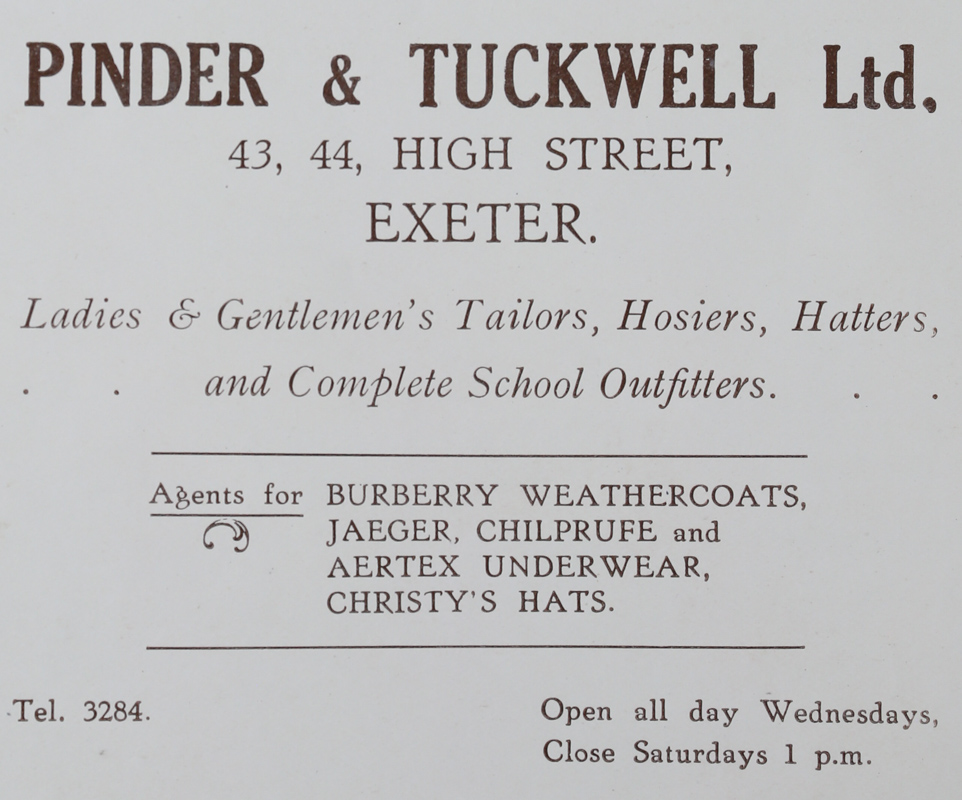 PINDER & TUCKWELL Ltd.
43, 44, HIGH STREET,
EXETER.
Ladies & Gentlemen's Tailors, Hosiers, Hatters,
. . and Complete School Outfitters. . .
Agents for BURBERRY WEATHERCOATS,
JAEGER, CHILPRUFE and
AERTEX UNDERWEAR,
CHRISTY'S HATS.
Tel. 3284. Open all day Wednesdays,
Close Saturdays 1 p.m.